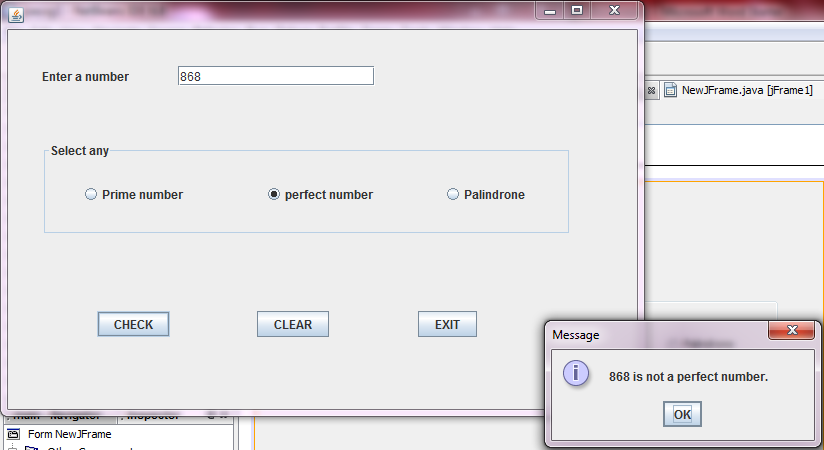 Enter a number
868
NewJFrame.java [jFrame1]
Select any
Prime number
perfect number
Palindrone
CHECK
CLEAR
EXIT
Message
868 is not a perfect number.
OK
Form NewJFrame